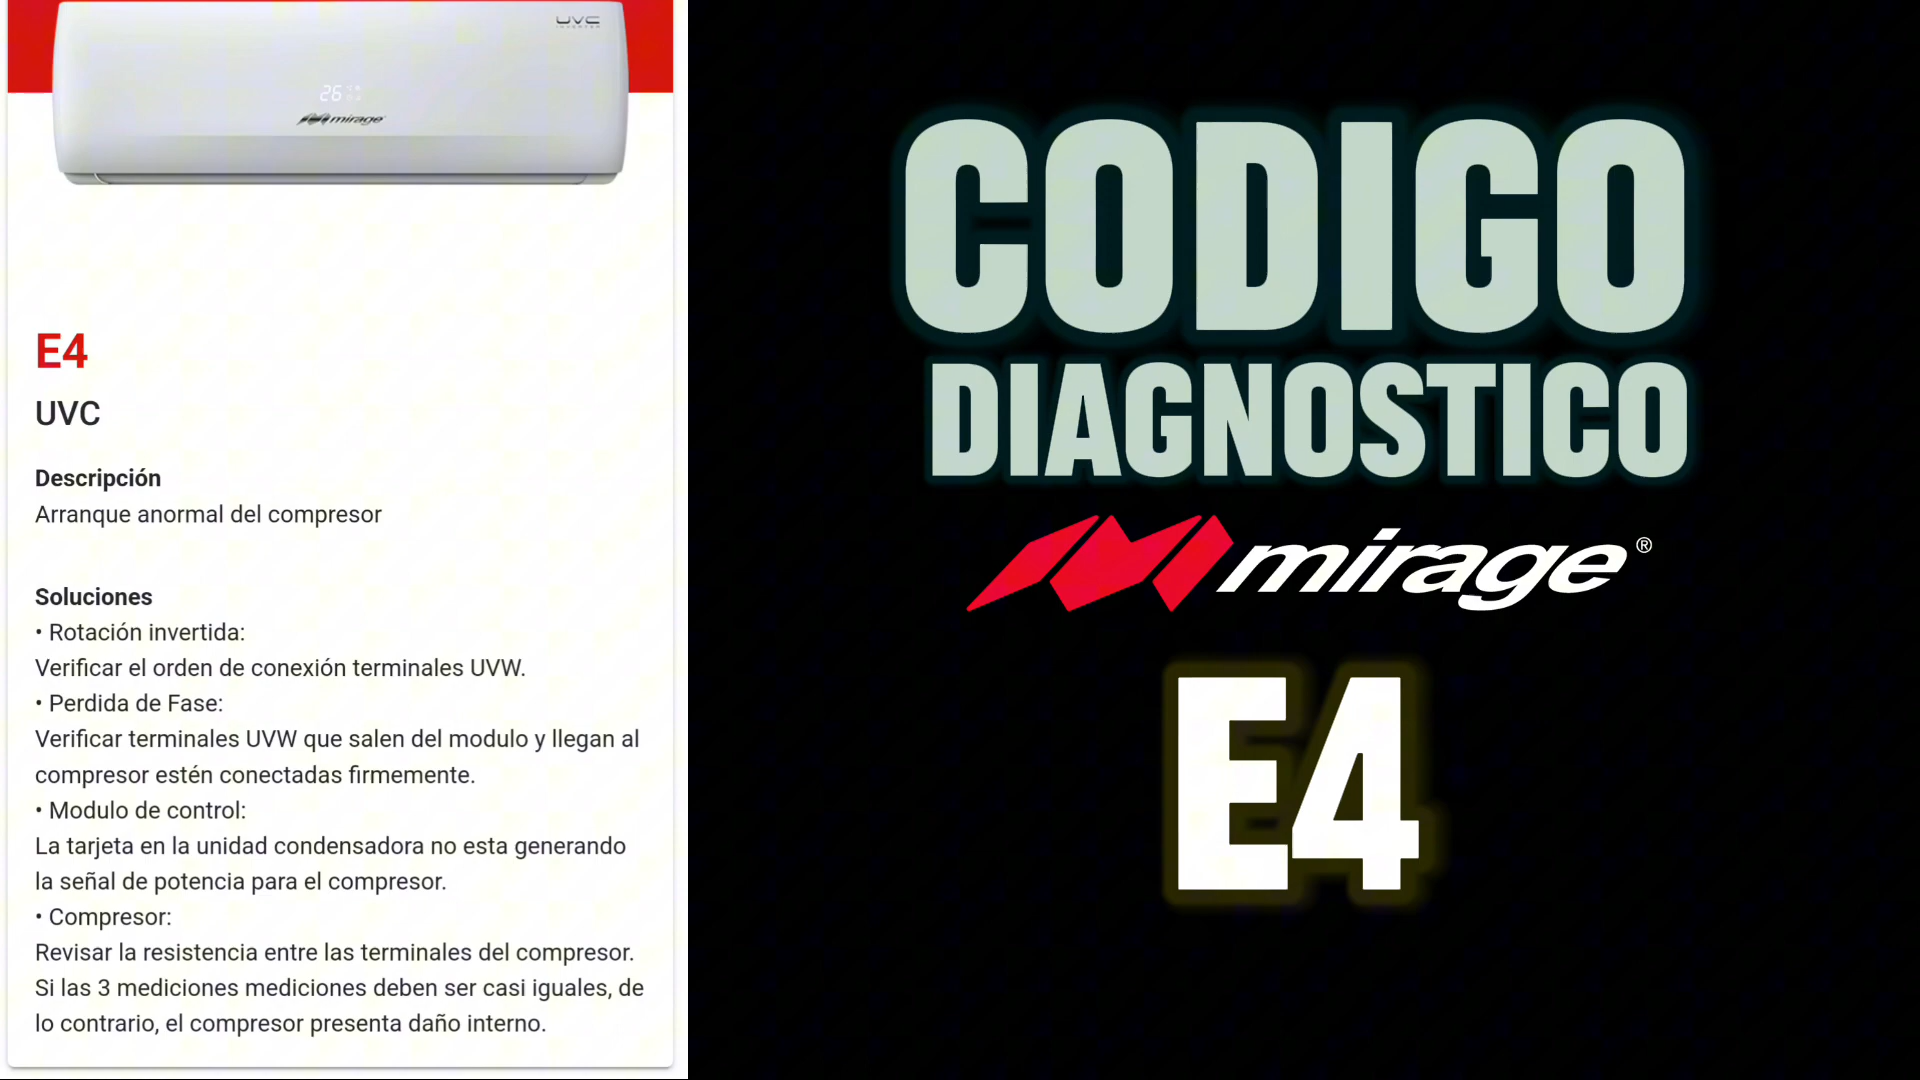 UVC
INVERTER
26
mirage
E4
UVC
Descripción
Arranque anormal del compresor
Soluciones
• Rotación invertida:
Verificar el orden de conexión terminales UVW.
• Perdida de Fase:
Verificar terminales UVW que salen del modulo y llegan al
compresor estén conectadas firmemente.
• Modulo de control:
La tarjeta en la unidad condensadora no esta generando
la señal de potencia para el compresor.
• Compresor:
Revisar la resistencia entre las terminales del compresor.
Si las 3 mediciones mediciones deben ser casi iguales, de
lo contrario, el compresor presenta daño interno.
CODIGO
DIAGNOSTICO
mirage®
E4